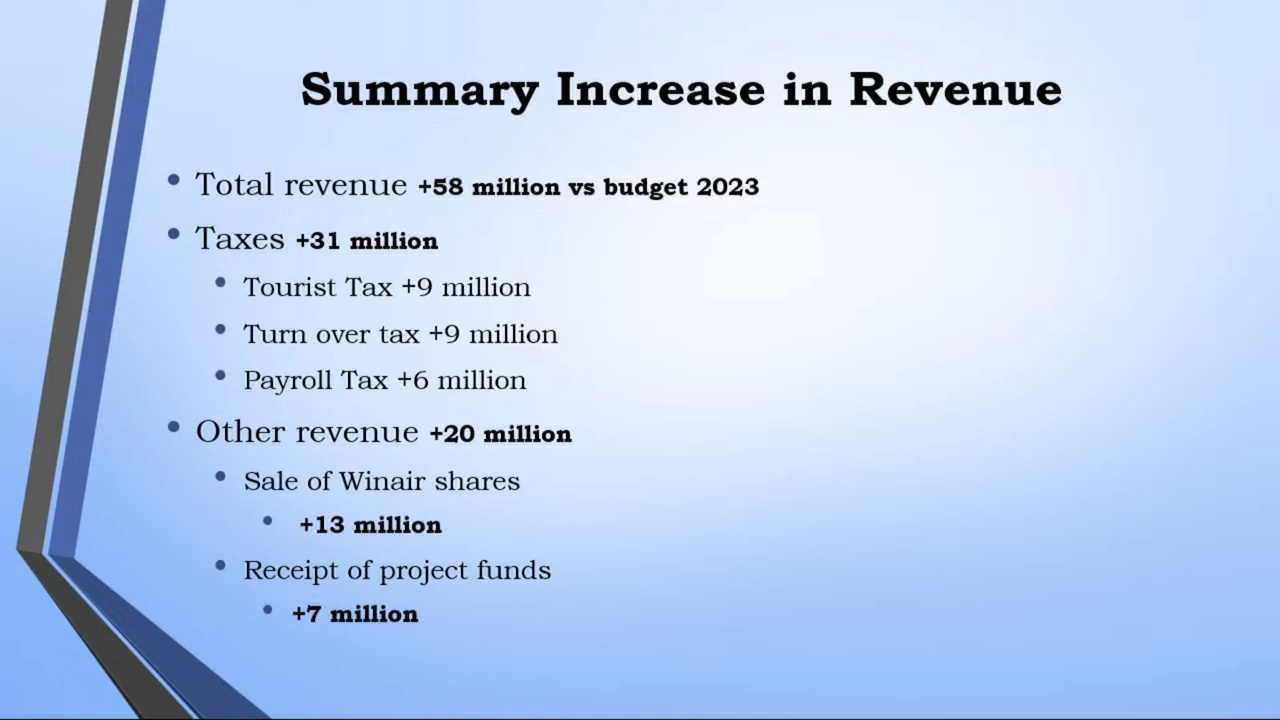 Summary Increase in Revenue
• Total revenue +58 million vs budget 2023
• Taxes +31 million
• Tourist Tax +9 million
• Turn over tax +9 million
• Payroll Tax +6 million
• Other revenue +20 million
• Sale of Winair shares
• +13 million
• Receipt of project funds
• +7 million